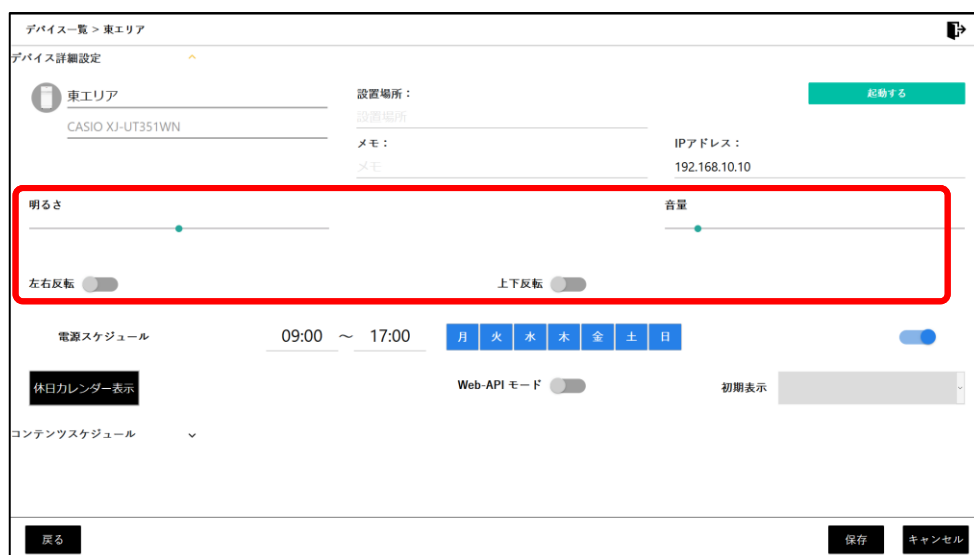 デバイス一覧 > 東エリア
デバイス詳細設定
東エリア
CASIO XJ-UT351WN
設置場所：
設置場所
起動する
メモ：
メモ
IPアドレス：
192.168.10.10
明るさ
音量
左右反転
上下反転
電源スケジュール 09:00 ～ 17:00 月 火 水 木 金 土 日
休日カレンダー表示 Web-API モード 初期表示
コンテンツスケジュール
戻る 保存 キャンセル